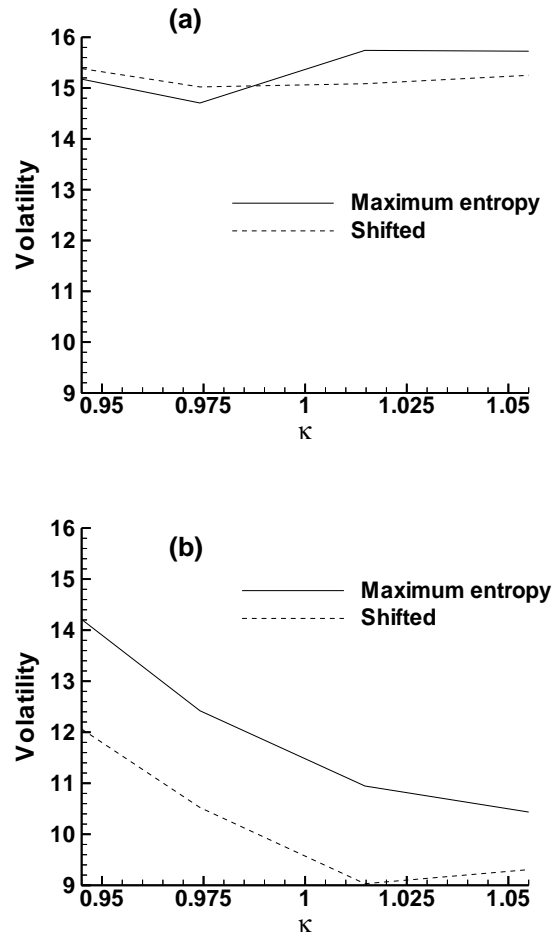 (a)
16
15
14
13
12
11
10
9
Volatility
Maximum entropy
Shifted
0.95 0.975 1 1.025 1.05
κ
(b)
16
15
14
13
12
11
10
9
Volatility
Maximum entropy
Shifted
0.95 0.975 1 1.025 1.05
κ